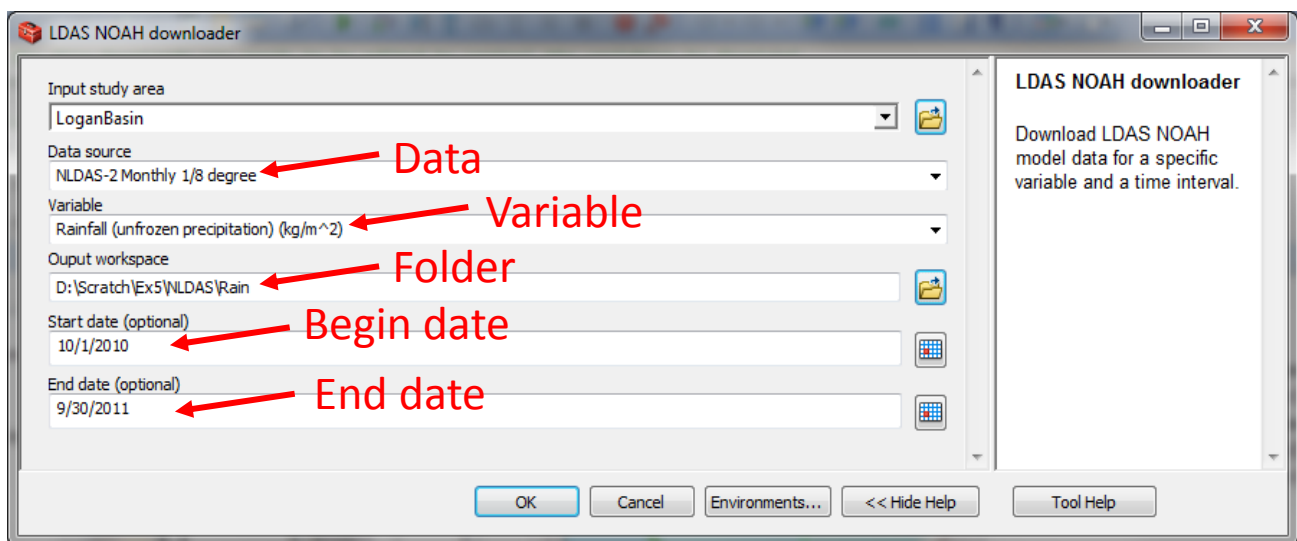 LDAS NOAH downloader
Input study area
LoganBasin
Data source
NLDAS-2 Monthly 1/8 degree
Data
Variable
Rainfall (unfrozen precipitation) (kg/m^2)
Variable
Ouput workspace
D:\Scratch\Ex5\NLDAS\Rain
Folder
Start date (optional)
10/1/2010
Begin date
End date (optional)
9/30/2011
End date
OK
Cancel
Environments...
<< Hide Help
LDAS NOAH downloader
Download LDAS NOAH
model data for a specific
variable and a time interval.
Tool Help